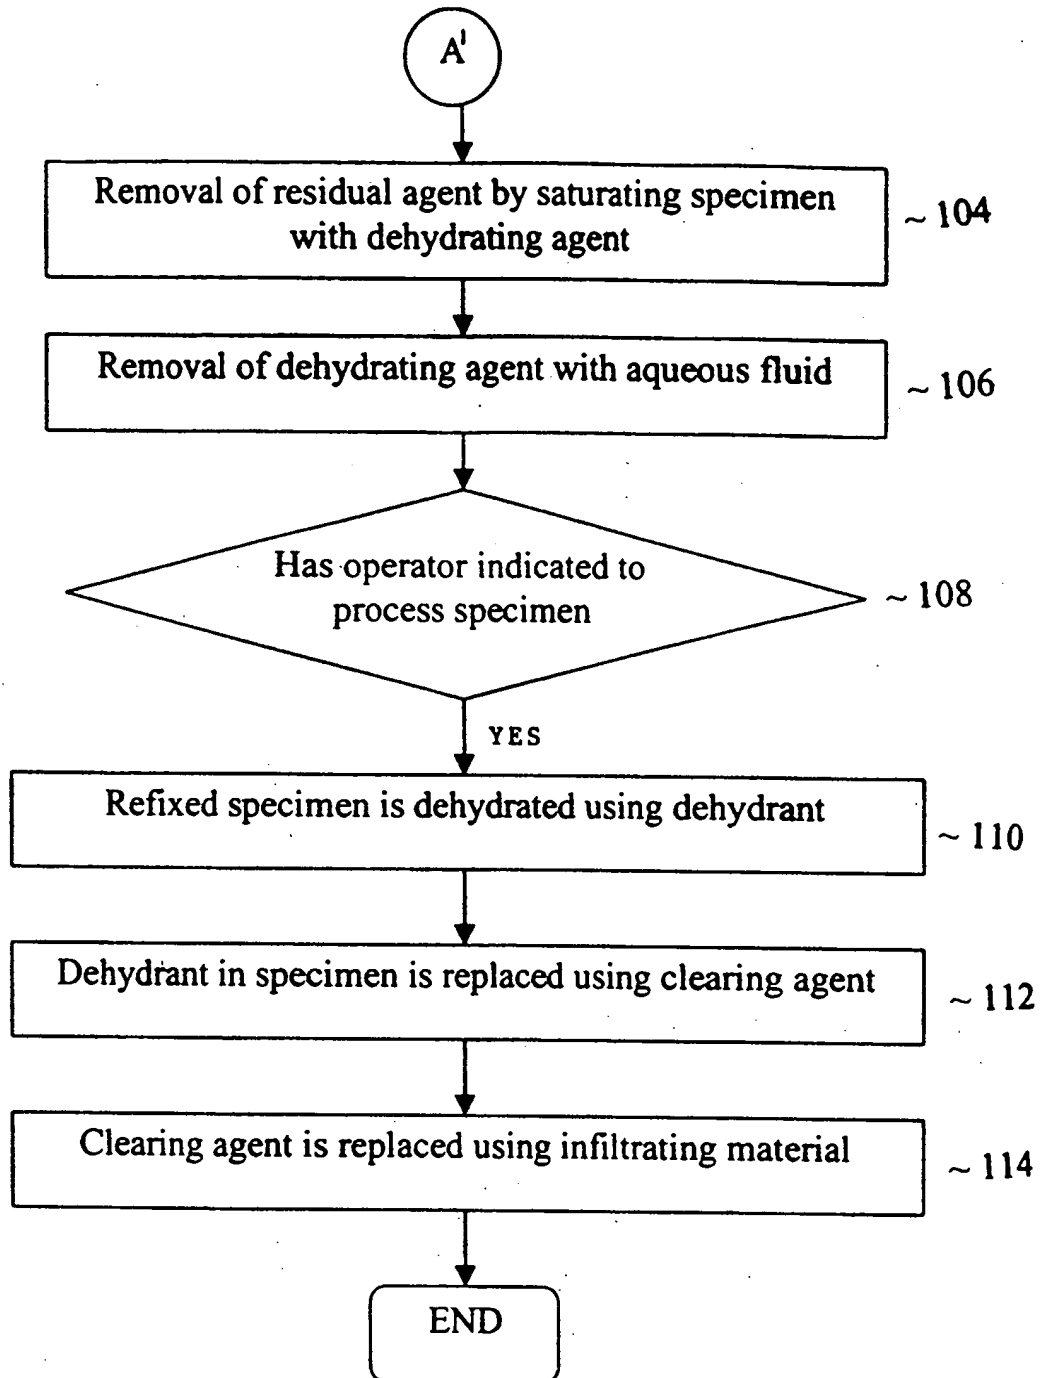 A'
Removal of residual agent by saturating specimen
with dehydrating agent
~ 104
Removal of dehydrating agent with aqueous fluid
~ 106
Has operator indicated to
process specimen
~ 108
YES
Refixed specimen is dehydrated using dehydrant
~ 110
Dehydrant in specimen is replaced using clearing agent
~ 112
Clearing agent is replaced using infiltrating material
~ 114
END